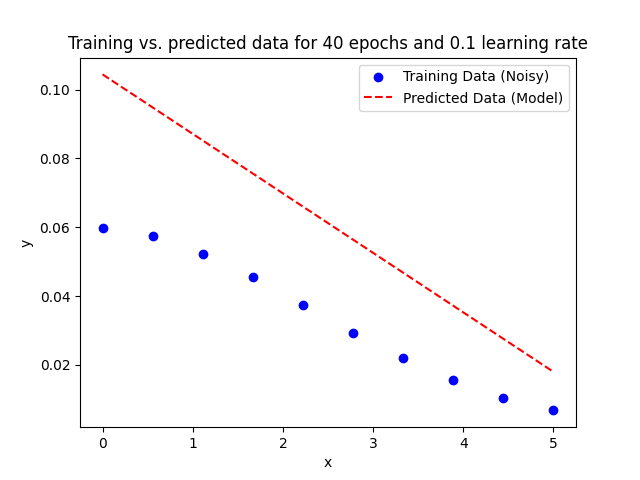 Training vs. predicted data for 40 epochs and 0.1 learning rate
Training Data (Noisy)
Predicted Data (Model)
0.10
0.08
0.06
0.04
0.02
y
0 1 2 3 4 5
x